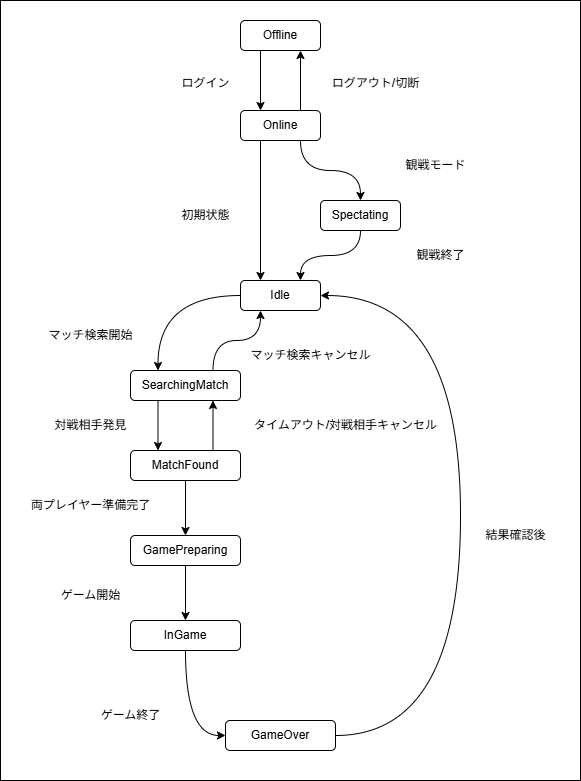 Offline
ログイン
ログアウト/切断
Online
観戦モード
初期状態
Spectating
観戦終了
Idle
マッチ検索開始
マッチ検索キャンセル
SearchingMatch
対戦相手発見
タイムアウト/対戦相手キャンセル
MatchFound
両プレイヤー準備完了
GamePreparing
結果確認後
ゲーム開始
InGame
ゲーム終了
GameOver